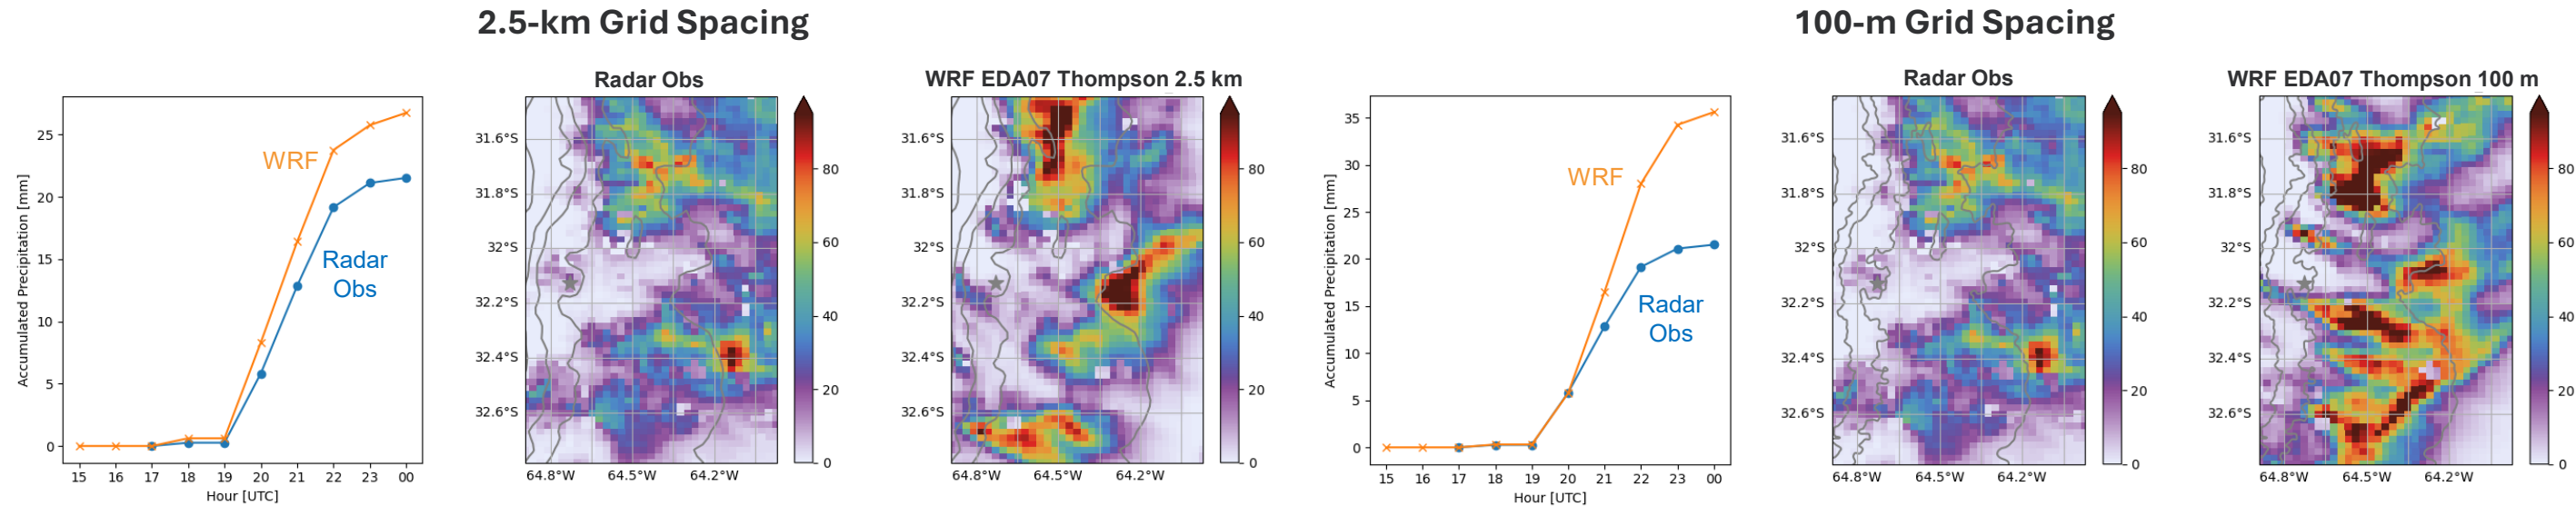 2.5-km Grid Spacing
100-m Grid Spacing
Accumulated Precipitation [mm]
25
20
15
10
5
0
WRF
Radar
Obs
15 16 17 18 19 20 21 22 23 00
Hour [UTC]
Radar Obs
31.6°S
31.8°S
32°S
32.2°S
32.4°S
32.6°S
64.8°W 64.5°W 64.2°W
80
60
40
20
0
WRF EDA07 Thompson 2.5 km
31.6°S
31.8°S
32°S
32.2°S
32.4°S
32.6°S
64.8°W 64.5°W 64.2°W
80
60
40
20
0
Accumulated Precipitation [mm]
35
30
25
20
15
10
5
0
WRF
Radar
Obs
15 16 17 18 19 20 21 22 23 00
Hour [UTC]
Radar Obs
31.6°S
31.8°S
32°S
32.2°S
32.4°S
32.6°S
64.8°W 64.5°W 64.2°W
80
60
40
20
0
WRF EDA07 Thompson 100 m
31.6°S
31.8°S
32°S
32.2°S
32.4°S
32.6°S
64.8°W 64.5°W 64.2°W
80
60
40
20
0